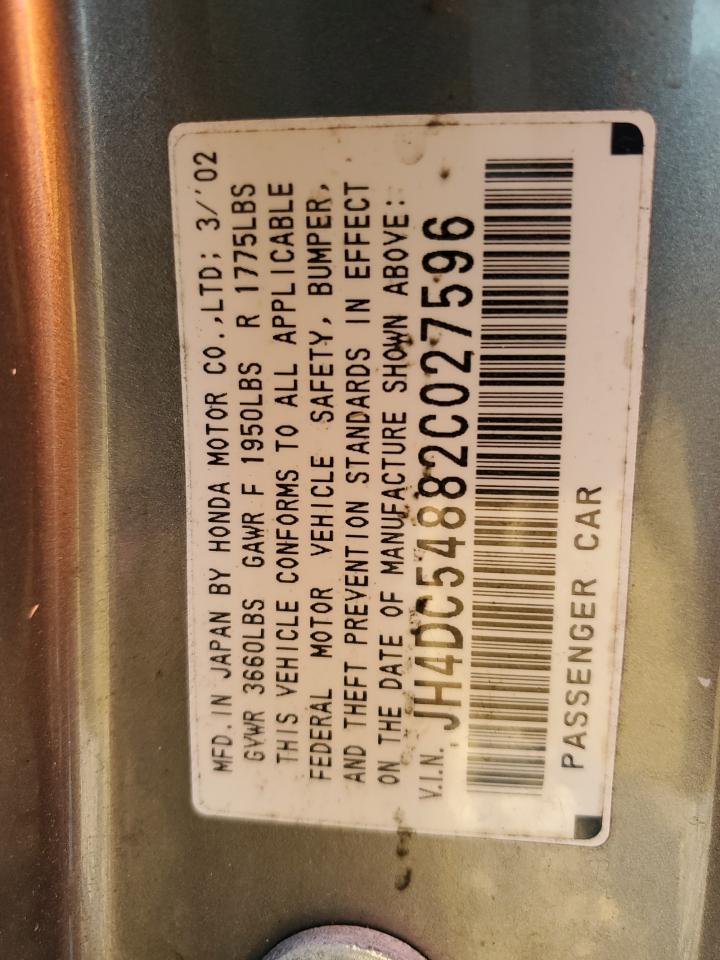 MFD. IN JAPAN BY HONDA MOTOR CO.,LTD; 3/'02
GVWR 3660LBS GAWR F 1950LBS R 1775LBS
THIS VEHICLE CONFORMS TO ALL APPLICABLE
FEDERAL MOTOR VEHICLE SAFETY, BUMPER,
AND THEFT PREVENTION STANDARDS IN EFFECT
ON THE DATE OF MANUFACTURE SHOWN ABOVE:
V.I.N. JH4DC54882C027596
PASSENGER CAR